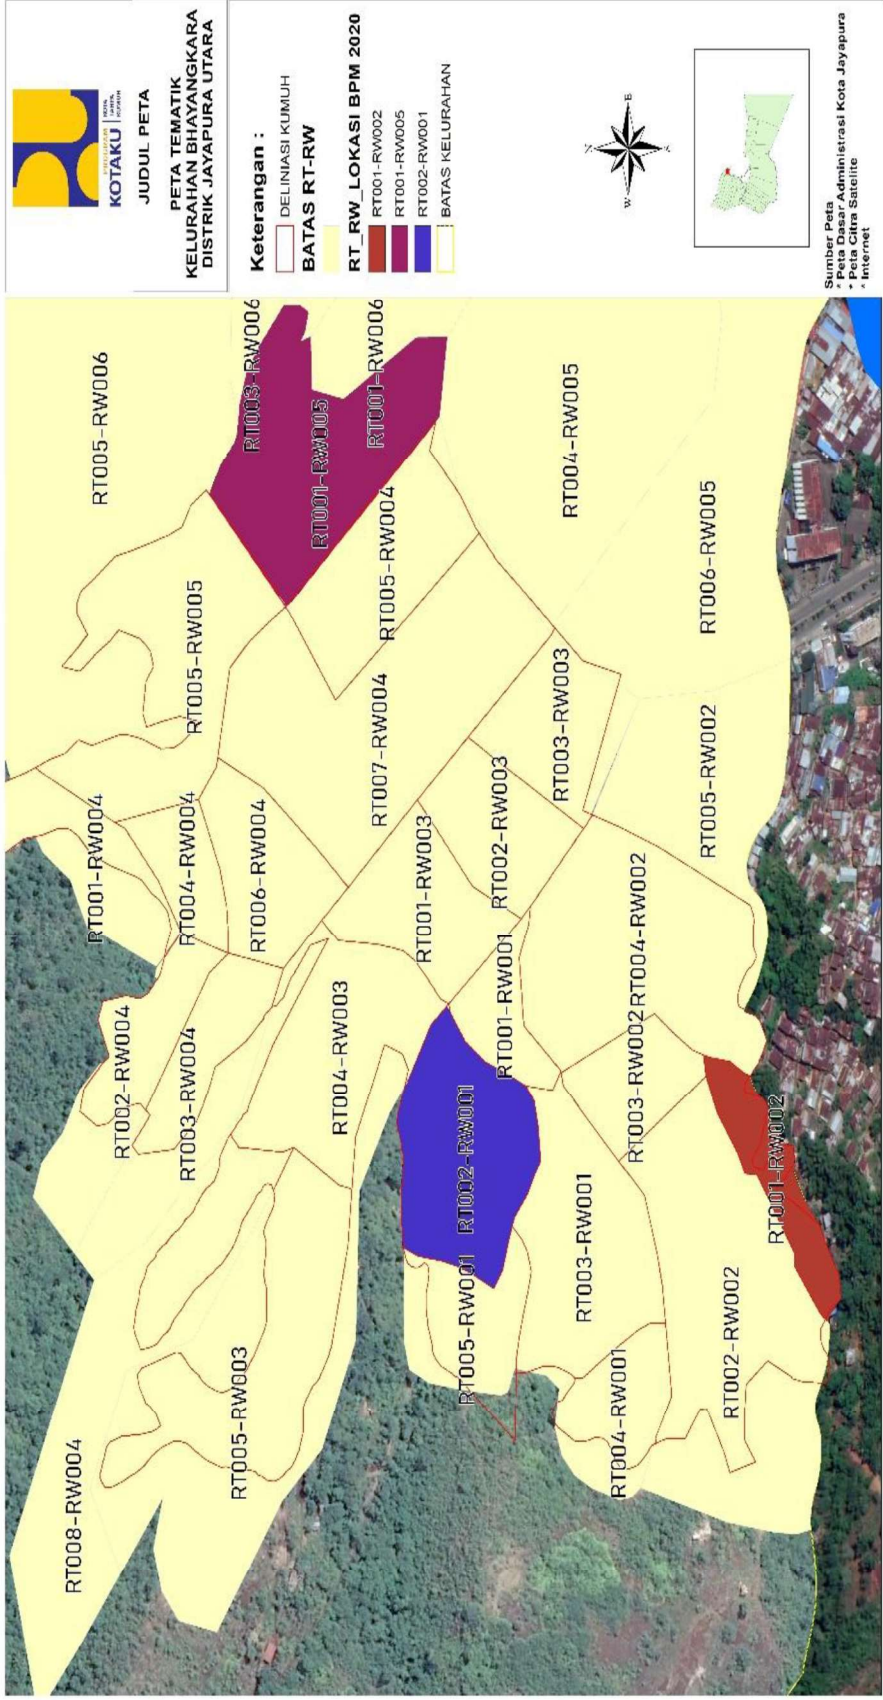 PROGRAM
KOTAKU
KOTA
TANPA
KUMUH
JUDUL PETA
PETA TEMATIK
KELURAHAN BHAYANGKARA
DISTRIK JAYAPURA UTARA
Keterangan :
DELINIASI KUMUH
BATAS RT-RW
RT_RW_LOKASI BPM 2020
RT001-RW002
RT001-RW005
RT002-RW001
BATAS KELURAHAN
N
E
S
W
Sumber Peta
* Peta Dasar Administrasi Kota Jayapura
* Peta Citra Satelite
* Internet
RT008-RW004
RT002-RW004
RT001-RW004
RT005-RW006
RT003-RW004
RT004-RW004
RT005-RW005
RT005-RW003
RT006-RW004
RT003-RW006
RT001-RW005
RT004-RW003
RT007-RW004
RT005-RW004
RT001-RW006
RT001-RW003
RT005-RW001
RT002-RW001
RT001-RW001
RT002-RW003
RT003-RW003
RT004-RW005
RT003-RW001
RT004-RW001
RT003-RW002
RT004-RW002
RT005-RW002
RT006-RW005
RT002-RW002
RT001-RW002